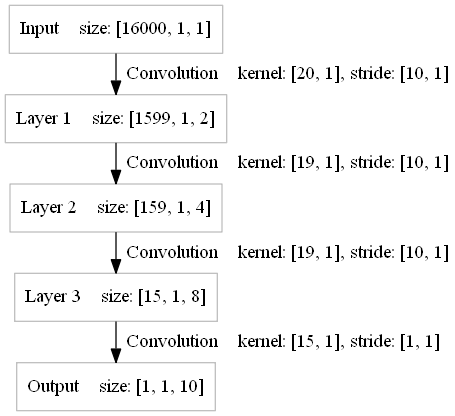 Input size: [16000, 1, 1]
Convolution kernel: [20, 1], stride: [10, 1]
Layer 1 size: [1599, 1, 2]
Convolution kernel: [19, 1], stride: [10, 1]
Layer 2 size: [159, 1, 4]
Convolution kernel: [19, 1], stride: [10, 1]
Layer 3 size: [15, 1, 8]
Convolution kernel: [15, 1], stride: [1, 1]
Output size: [1, 1, 10]